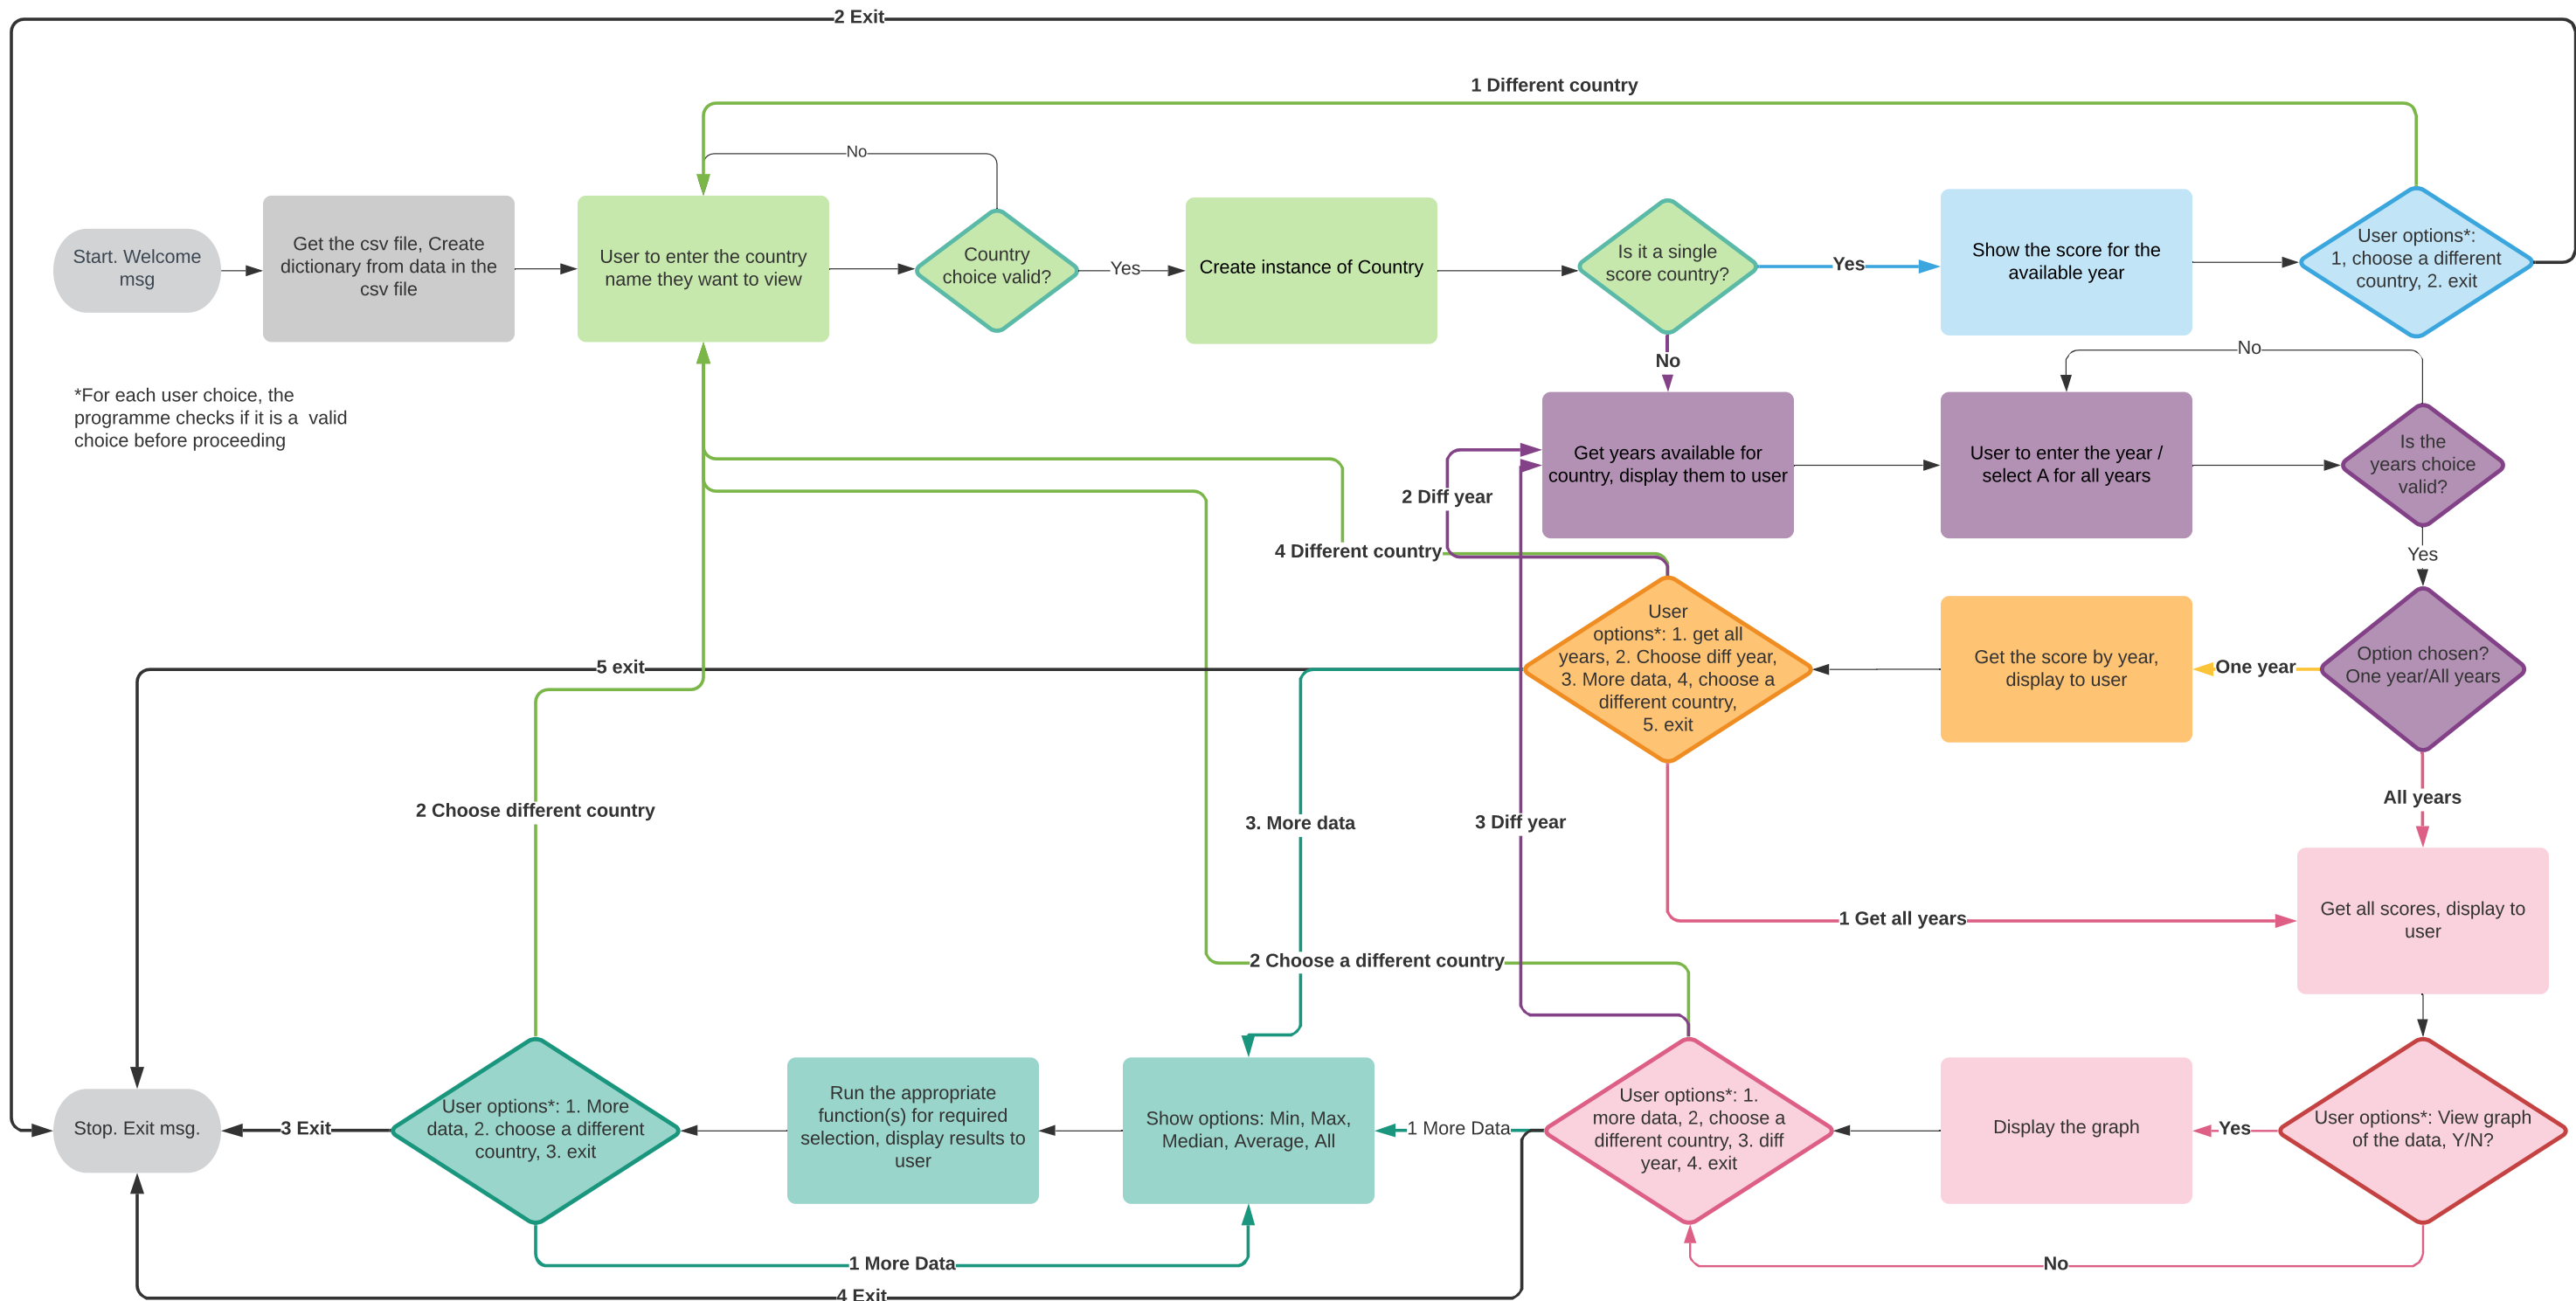 2 Exit
1 Different country
No
Start. Welcome
msg
Get the csv file, Create
dictionary from data in the
csv file
User to enter the country
name they want to view
Country
choice valid?
Yes
Create instance of Country
Is it a single
score country?
Yes
Show the score for the
available year
User options*:
1, choose a different
country, 2. exit
No
No
*For each user choice, the
programme checks if it is a  valid
choice before proceeding
Get years available for
country, display them to user
User to enter the year /
select A for all years
Is the
years choice
valid?
2 Diff year
4 Different country
Yes
User
options*: 1. get all
years, 2. Choose diff year,
3. More data, 4, choose a
different country,
5. exit
Get the score by year,
display to user
One year
Option chosen?
One year/All years
5 exit
All years
2 Choose different country
3. More data
3 Diff year
1 Get all years
Get all scores, display to
user
2 Choose a different country
Stop. Exit msg.
3 Exit
User options*: 1. More
data, 2. choose a different
country, 3. exit
Run the appropriate
function(s) for required
selection, display results to
user
Show options: Min, Max,
Median, Average, All
1 More Data
User options*: 1.
more data, 2, choose a
different country, 3. diff
year, 4. exit
Display the graph
Yes
User options*: View graph
of the data, Y/N?
1 More Data
No
4 Exit